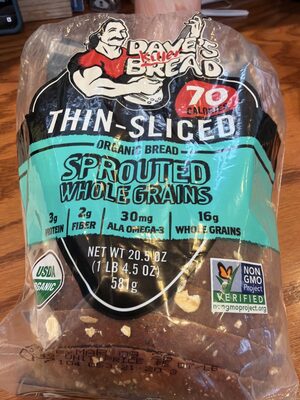 DAVE'S
Killer
BREAD
70
CALORIES
THIN-SLICED
ORGANIC BREAD
SPROUTED
WHOLE GRAINS
3g PROTEIN
2g FIBER
30mg ALA OMEGA-3
16g WHOLE GRAINS
NET WT 20.5 OZ
(1 LB 4.5 OZ)
581g
USDA
ORGANIC
NON
GMO
Project
VERIFIED
nongmoproject.org